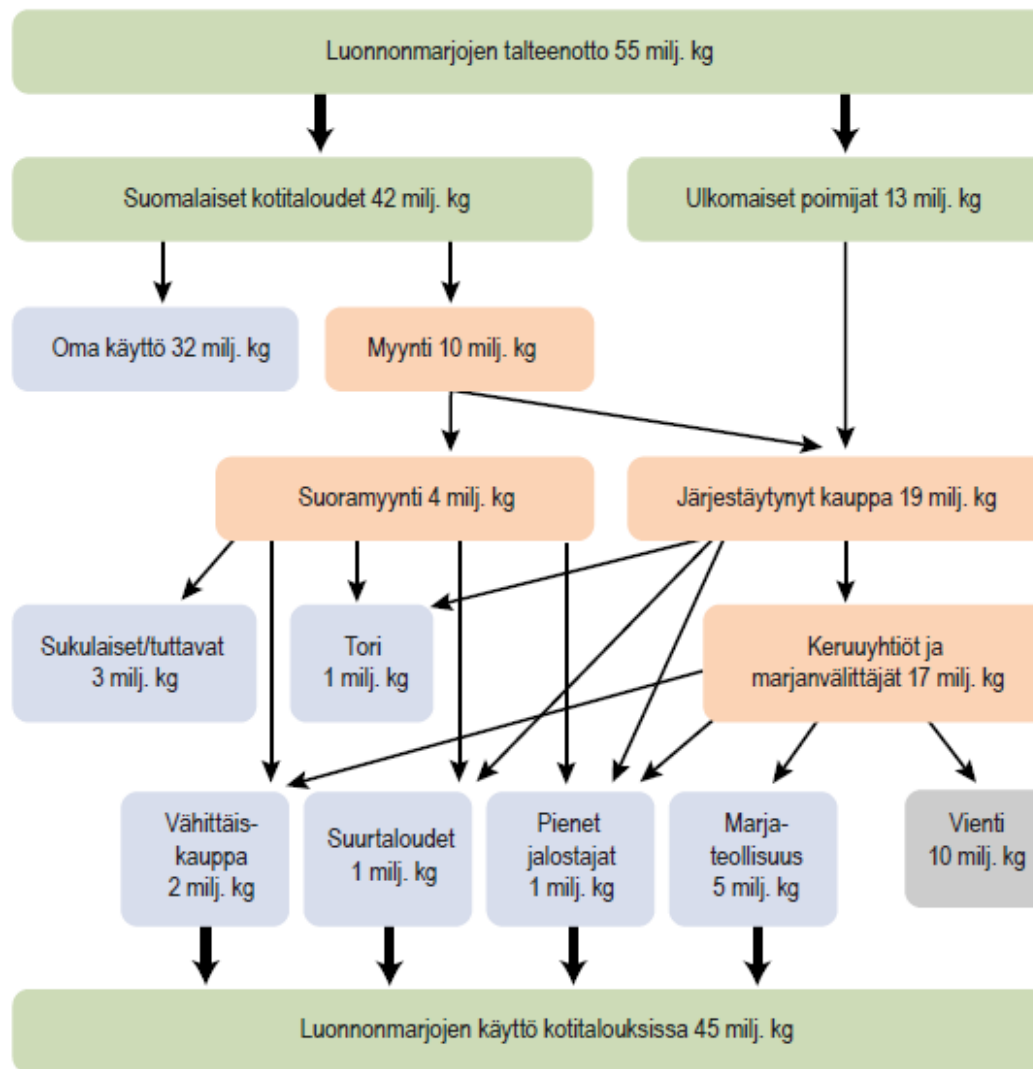 Luonnonmarjojen talteenotto 55 milj. kg
Suomalaiset kotitaloudet 42 milj. kg
Ulkomaiset poimijat 13 milj. kg
Oma käyttö 32 milj. kg
Myynti 10 milj. kg
Suoramyynti 4 milj. kg
Järjestäytynyt kauppa 19 milj. kg
Sukulaiset/tuttavat
3 milj. kg
Tori
1 milj. kg
Keruuyhtiöt ja
marjanvälittäjät 17 milj. kg
Vähittäis-
kauppa
2 milj. kg
Suurtaloudet
1 milj. kg
Pienet
jalostajat
1 milj. kg
Marja-
teollisuus
5 milj. kg
Vienti
10 milj. kg
Luonnonmarjojen käyttö kotitalouksissa 45 milj. kg